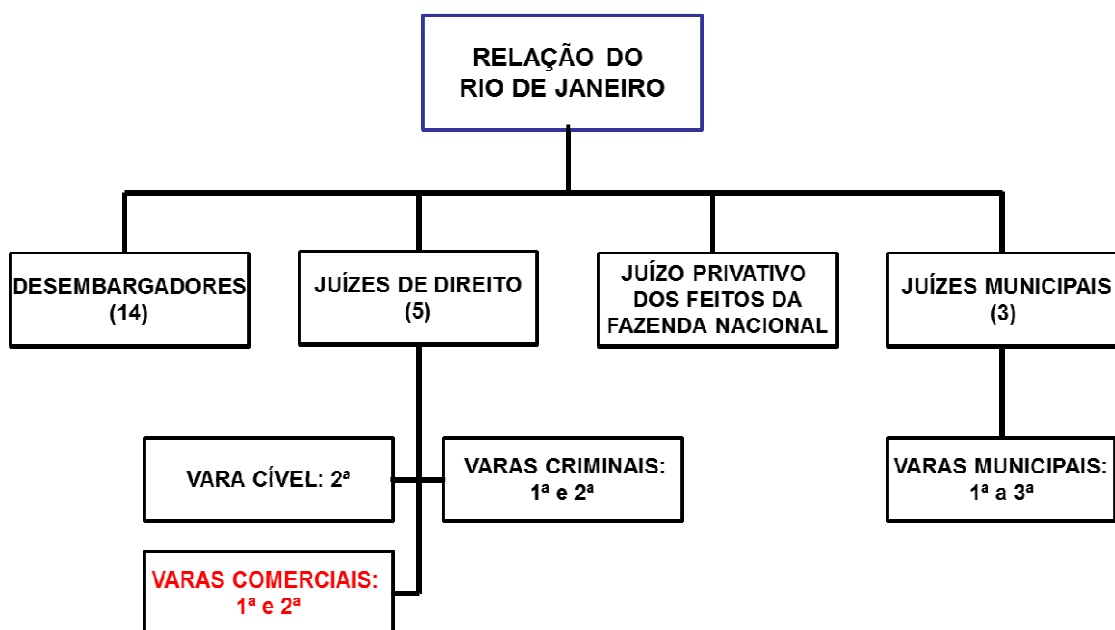 RELAÇÃO DO
RIO DE JANEIRO
DESEMBARGADORES
(14)
JUÍZES DE DIREITO
(5)
JUÍZO PRIVATIVO
DOS FEITOS DA
FAZENDA NACIONAL
JUÍZES MUNICIPAIS
(3)
VARA CÍVEL: 2ª
VARAS CRIMINAIS:
1ª e 2ª
VARAS MUNICIPAIS:
1ª a 3ª
VARAS COMERCIAIS:
1ª e 2ª